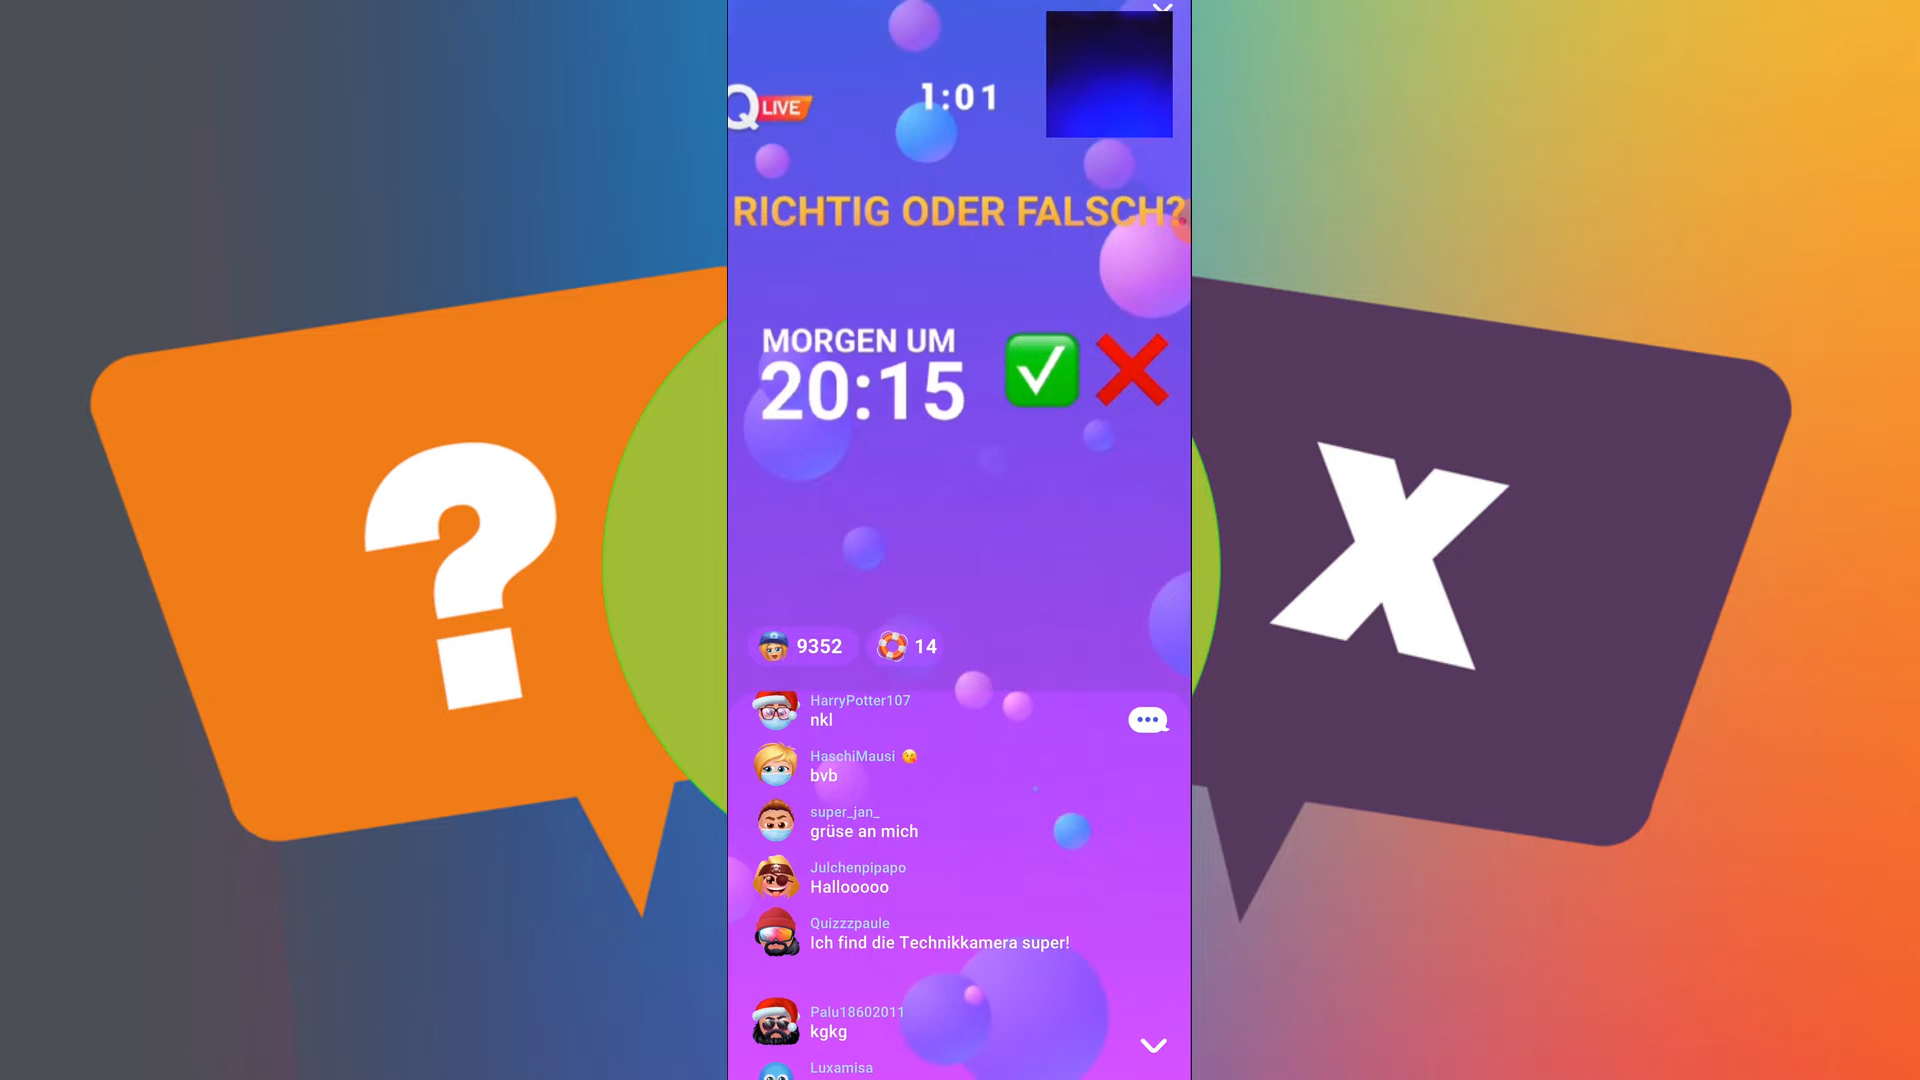 Q LIVE
1:01
RICHTIG ODER FALSCH?
MORGEN UM
20:15
9352
14
HarryPotter107
nkl
HaschiMausi 😘
bvb
super_jan_
grüse an mich
Julchenpipapo
Hallooooo
Quizzzpaule
Ich find die Technikkamera super!
Palu18602011
kgkg
Luxamisa
? X